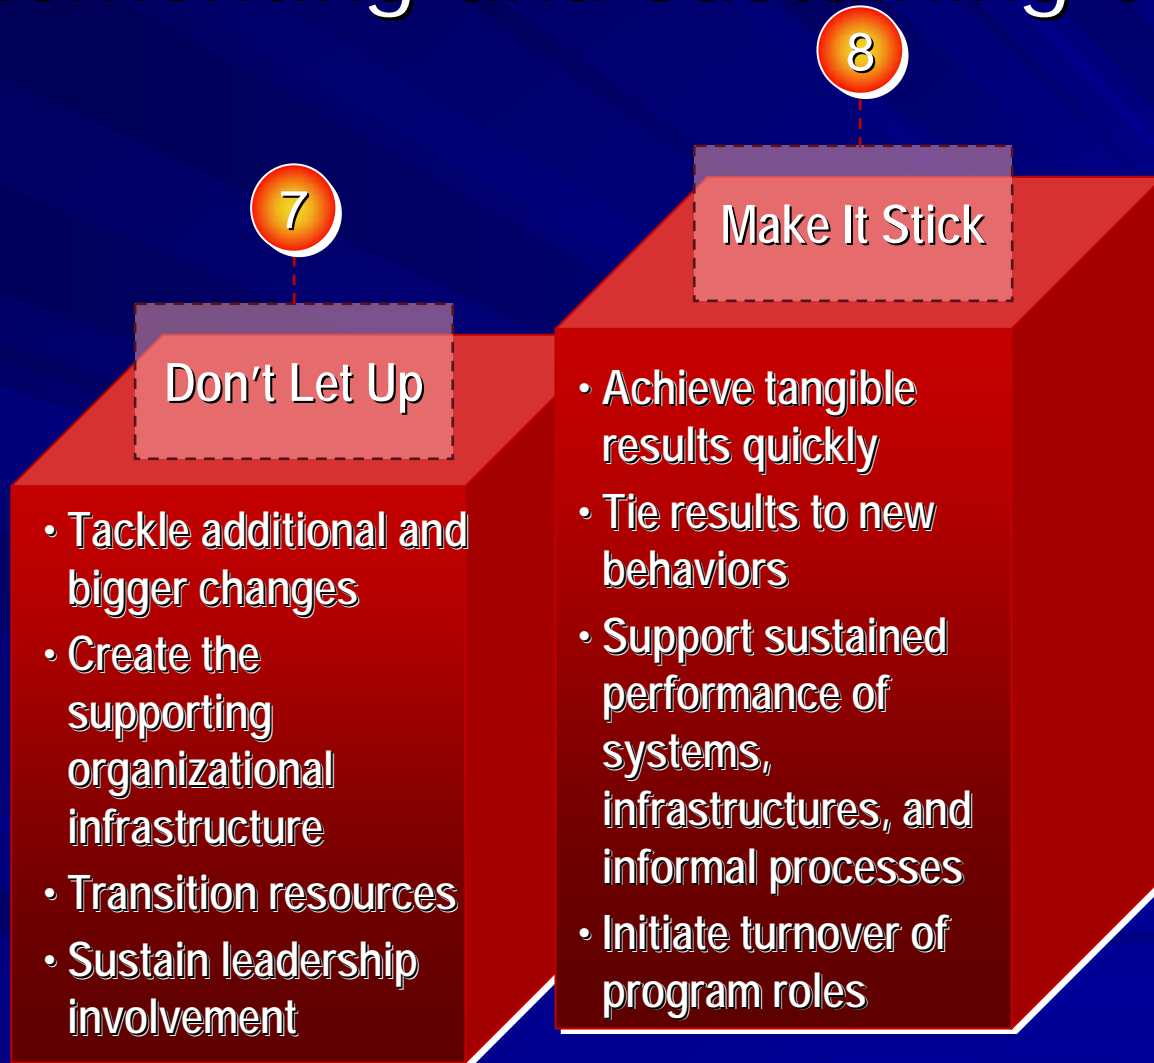 7
Don't Let Up
• Tackle additional and
bigger changes
• Create the
supporting
organizational
infrastructure
• Transition resources
• Sustain leadership
involvement
8
Make It Stick
• Achieve tangible
results quickly
• Tie results to new
behaviors
• Support sustained
performance of
systems,
infrastructures, and
informal processes
• Initiate turnover of
program roles